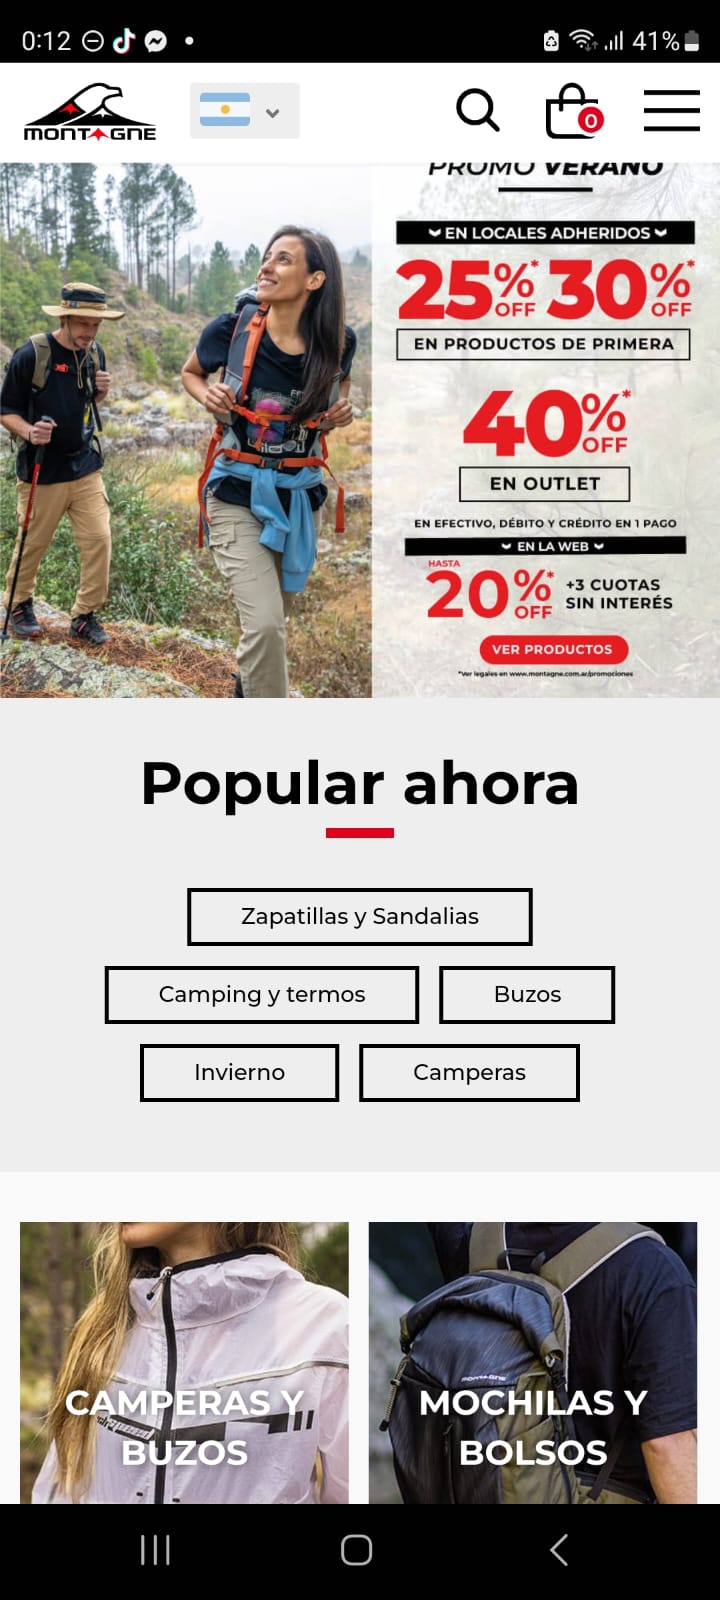 0:12
41%
MONTAGNE
0
PROMO VERANO
EN LOCALES ADHERIDOS
25%* OFF 30%* OFF
EN PRODUCTOS DE PRIMERA
40%* OFF
EN OUTLET
EN EFECTIVO, DÉBITO Y CRÉDITO EN 1 PAGO
EN LA WEB
HASTA
20%* OFF +3 CUOTAS SIN INTERÉS
VER PRODUCTOS
*Ver legales en www.montagne.com.ar/promociones
Popular ahora
Zapatillas y Sandalias
Camping y termos
Buzos
Invierno
Camperas
CAMPERAS Y
BUZOS
MONTAGNE
MOCHILAS Y
BOLSOS